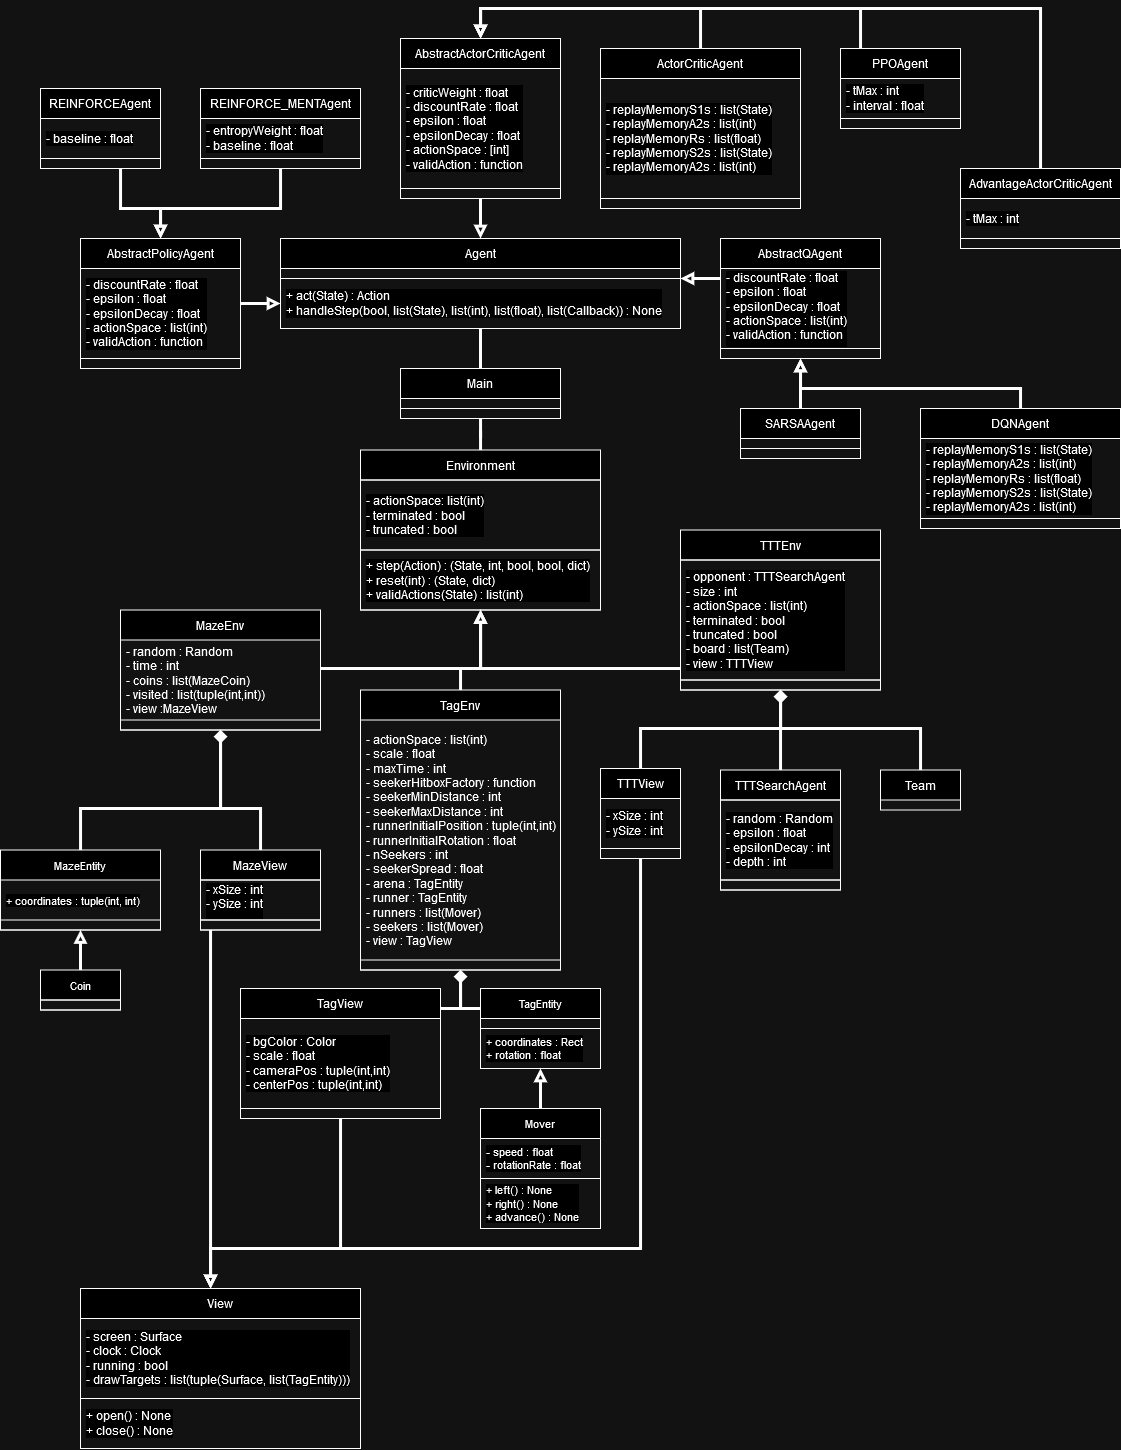 AbstractActorCriticAgent
- criticWeight : float
- discountRate : float
- epsilon : float
- epsilonDecay : float
- actionSpace : [int]
- validAction : function
ActorCriticAgent
- replayMemoryS1s : list(State)
- replayMemoryA2s : list(int)
- replayMemoryRs : list(float)
- replayMemoryS2s : list(State)
- replayMemoryA2s : list(int)
PPOAgent
- tMax : int
- interval : float
REINFORCEAgent
- baseline : float
REINFORCE_MENTAgent
- entropyWeight : float
- baseline : float
AdvantageActorCriticAgent
- tMax : int
AbstractPolicyAgent
- discountRate : float
- epsilon : float
- epsilonDecay : float
- actionSpace : list(int)
- validAction : function
Agent
+ act(State) : Action
+ handleStep(bool, list(State), list(int), list(float), list(Callback)) : None
AbstractQAgent
- discountRate : float
- epsilon : float
- epsilonDecay : float
- actionSpace : list(int)
- validAction : function
Main
SARSAAgent
DQNAgent
- replayMemoryS1s : list(State)
- replayMemoryA2s : list(int)
- replayMemoryRs : list(float)
- replayMemoryS2s : list(State)
- replayMemoryA2s : list(int)
Environment
- actionSpace: list(int)
- terminated : bool
- truncated : bool
+ step(Action) : (State, int, bool, bool, dict)
+ reset(int) : (State, dict)
+ validActions(State) : list(int)
TTTEnv
- opponent : TTTSearchAgent
- size : int
- actionSpace : list(int)
- terminated : bool
- truncated : bool
- board : list(Team)
- view : TTTView
MazeEnv
- random : Random
- time : int
- coins : list(MazeCoin)
- visited : list(tuple(int,int))
- view :MazeView
TagEnv
- actionSpace : list(int)
- scale : float
- maxTime : int
- seekerHitboxFactory : function
- seekerMinDistance : int
- seekerMaxDistance : int
- runnerInitialPosition : tuple(int,int)
- runnerInitialRotation : float
- nSeekers : int
- seekerSpread : float
- arena : TagEntity
- runner : TagEntity
- runners : list(Mover)
- seekers : list(Mover)
- view : TagView
TTTView
- xSize : int
- ySize : int
TTTSearchAgent
- random : Random
- epsilon : float
- epsilonDecay : int
- depth : int
Team
MazeEntity
+ coordinates : tuple(int, int)
MazeView
- xSize : int
- ySize : int
Coin
TagView
- bgColor : Color
- scale : float
- cameraPos : tuple(int,int)
- centerPos : tuple(int,int)
TagEntity
+ coordinates : Rect
+ rotation : float
Mover
- speed : float
- rotationRate : float
+ left() : None
+ right() : None
+ advance() : None
View
- screen : Surface
- clock : Clock
- running : bool
- drawTargets : list(tuple(Surface, list(TagEntity)))
+ open() : None
+ close() : None